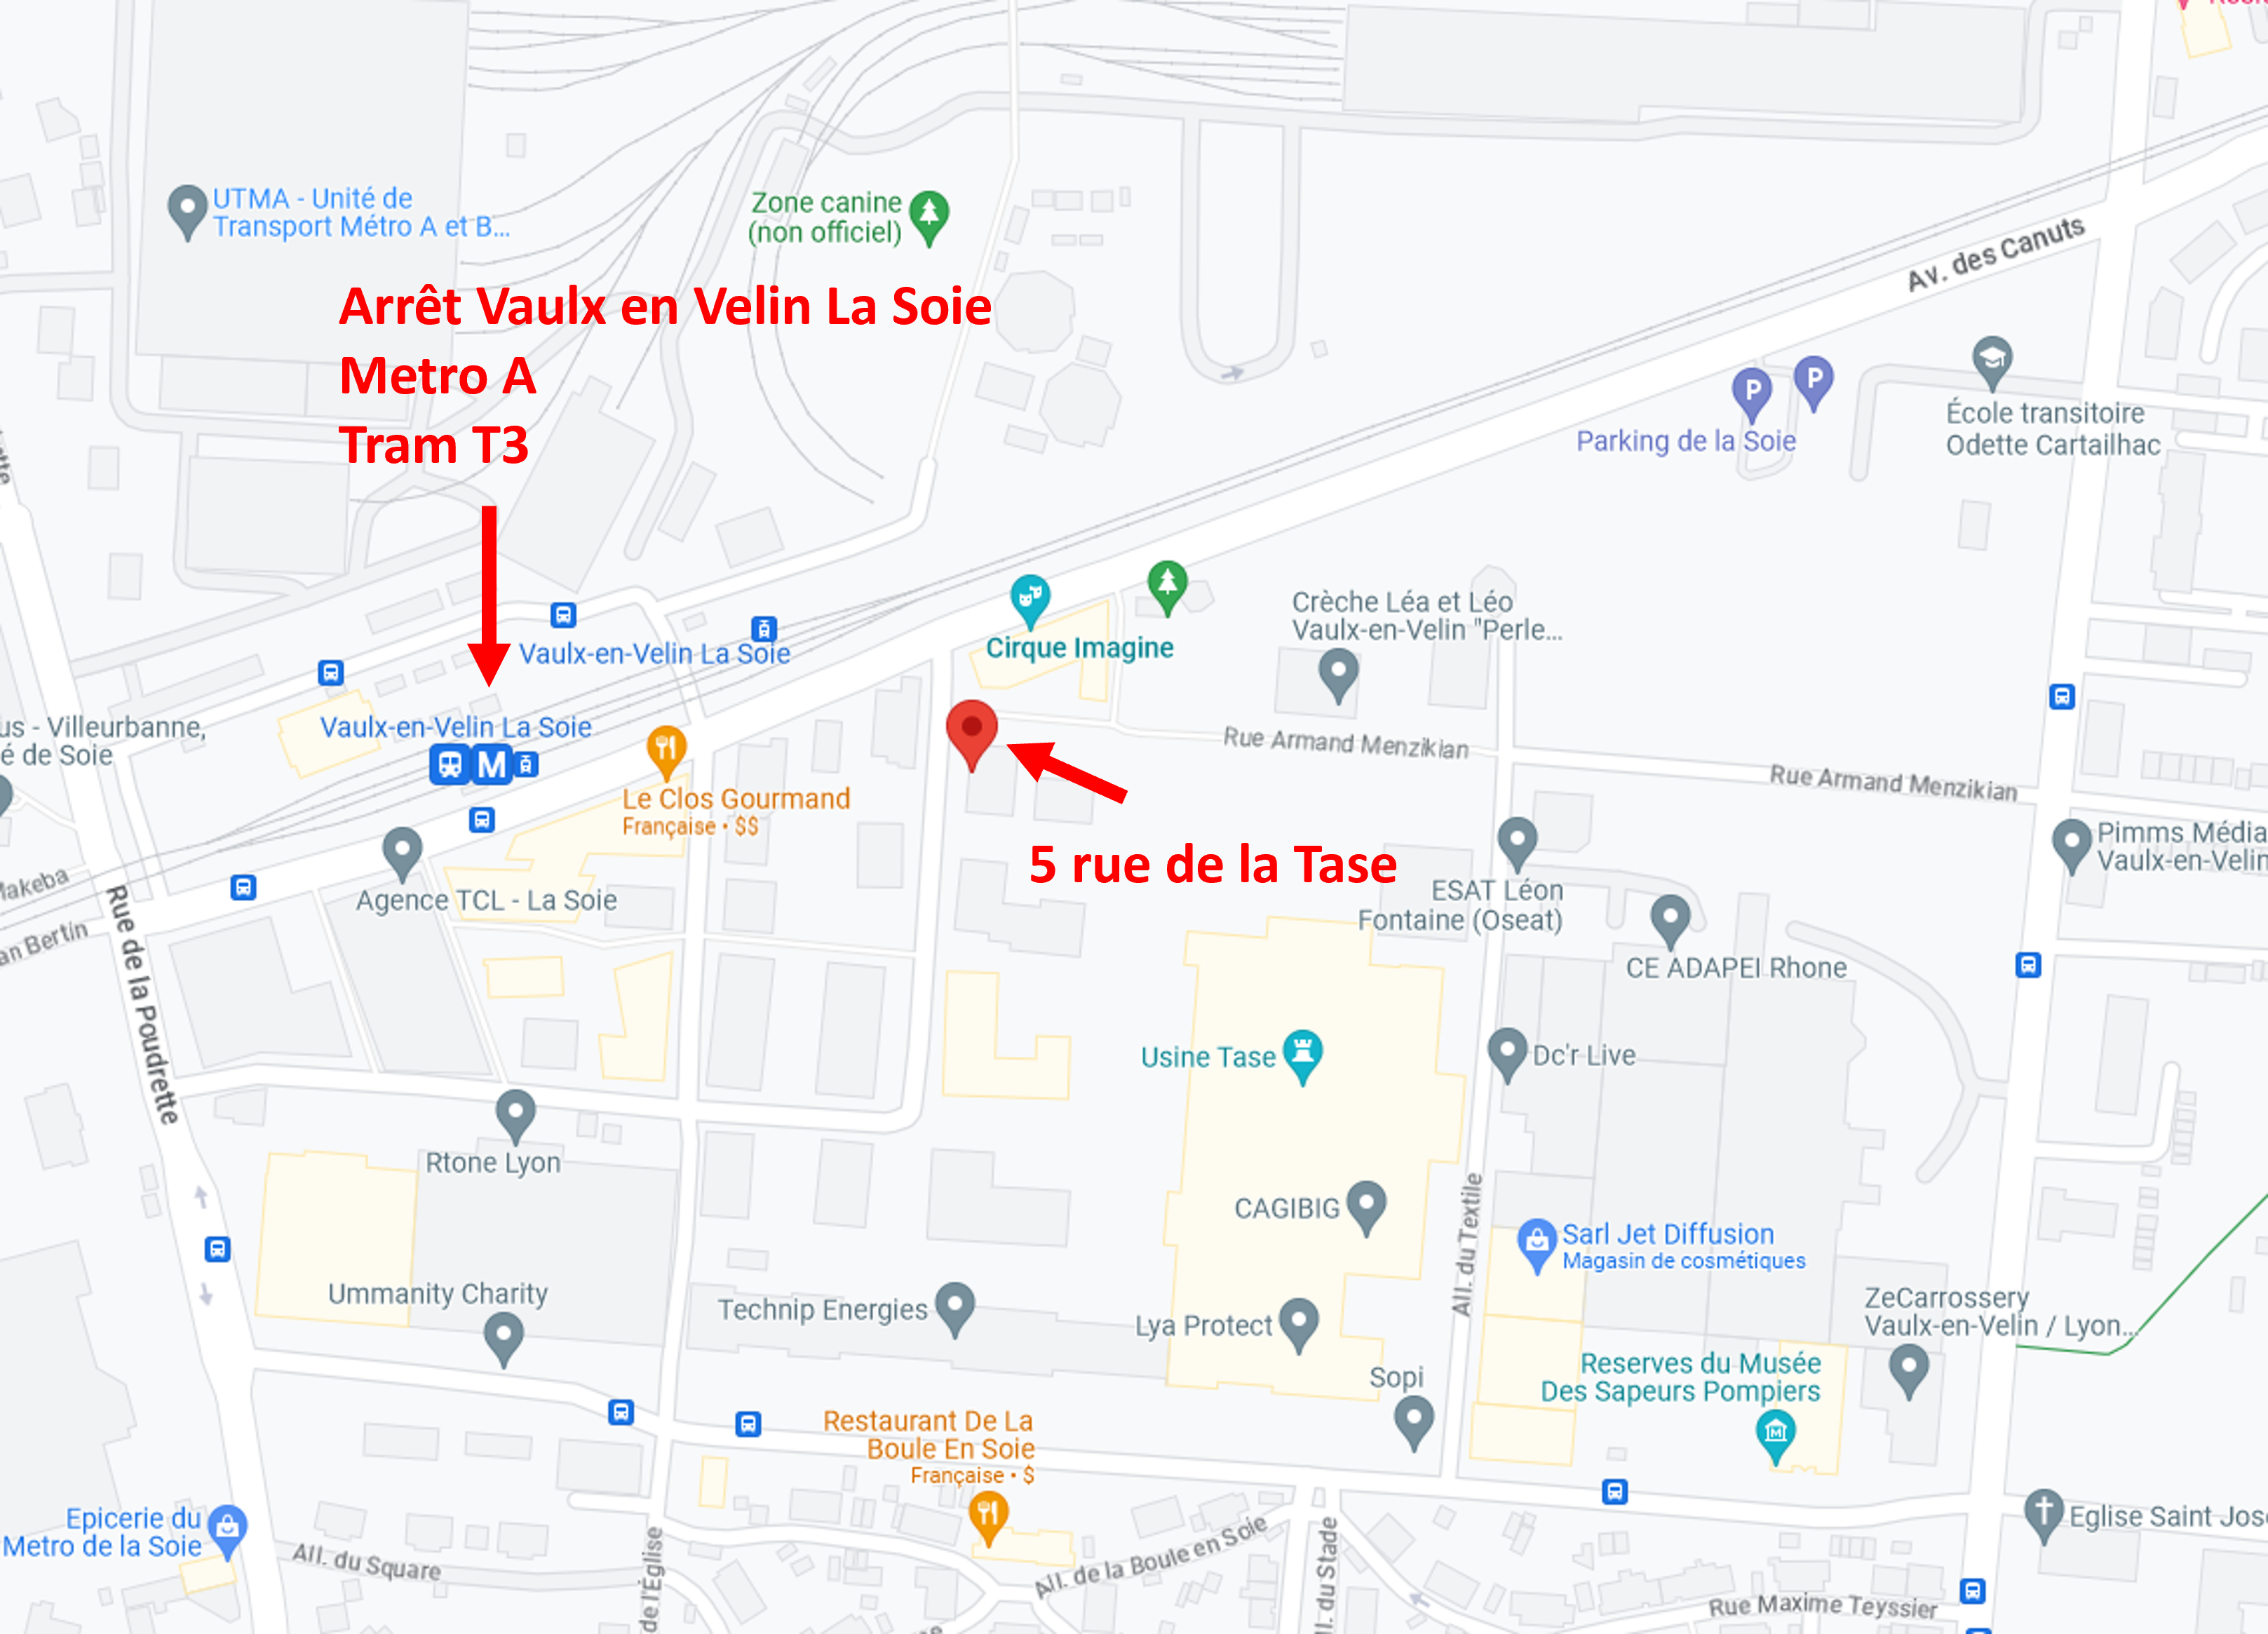 UTMA - Unité de
Transport Métro A et B...
Zone canine
(non officiel)
Av. des Canuts
Arrêt Vaulx en Velin La Soie
Metro A
Tram T3
P
P
Parking de la Soie
École transitoire
Odette Cartailhac
Vaulx-en-Velin La Soie
Cirque Imagine
Crèche Léa et Léo
Vaulx-en-Velin "Perle...
us - Villeurbanne,
é de Soie
Vaulx-en-Velin La Soie
M
Rue Armand Menzikian
Rue Armand Menzikian
Le Clos Gourmand
Française • $$
5 rue de la Tase
Pimms Média
Vaulx-en-Velin
Agence TCL - La Soie
ESAT Léon
Fontaine (Oseat)
Makeba
an Bertin
Rue de la Poudrette
CE ADAPEI Rhone
Usine Tase
Dc'r Live
Rtone Lyon
CAGIBIG
All. du Textile
Sarl Jet Diffusion
Magasin de cosmétiques
Ummanity Charity
Technip Energies
Lya Protect
ZeCarrossery
Vaulx-en-Velin / Lyon...
Reserves du Musée
Des Sapeurs Pompiers
Sopi
Restaurant De La
Boule En Soie
Française • $
Epicerie du
Metro de la Soie
All. du Square
de l'Église
All. de la Boule en Soie
All. du Stade
Eglise Saint Jos
Rue Maxime Teyssier